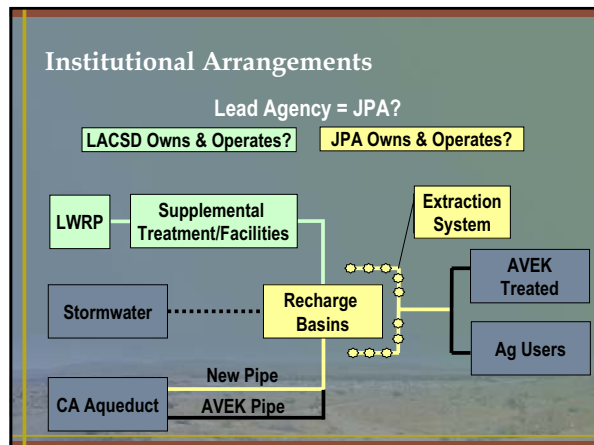 Institutional Arrangements
Lead Agency = JPA?
LACSD Owns & Operates?
JPA Owns & Operates?
LWRP
Supplemental
Treatment/Facilities
Extraction
System
AVEK
Treated
Stormwater
Recharge
Basins
Ag Users
New Pipe
CA Aqueduct
AVEK Pipe